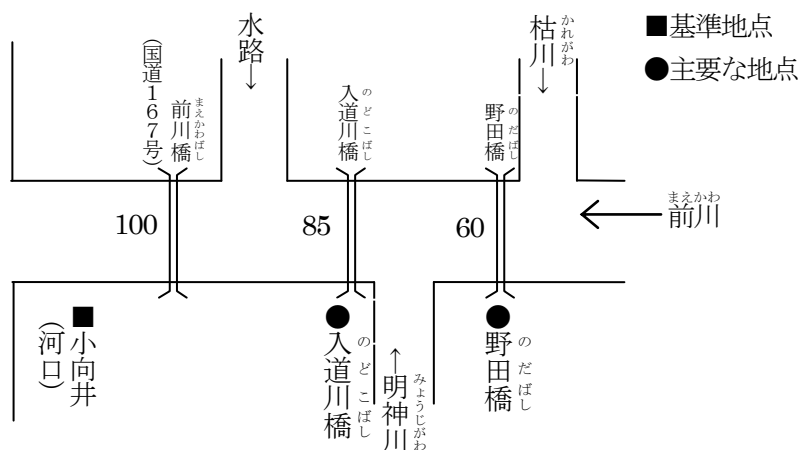 水路→
枯川→
かれがわ
■基準地点
●主要な地点
(国道167号)
前川橋
まえかわばし
入道川橋
のどこばし
野田橋
のだばし
100
85
60
←前川
まえかわ
■小向井
(河口)
●入道川橋
のどこばし
→明神川
みょうじがわ
●野田橋
のだばし